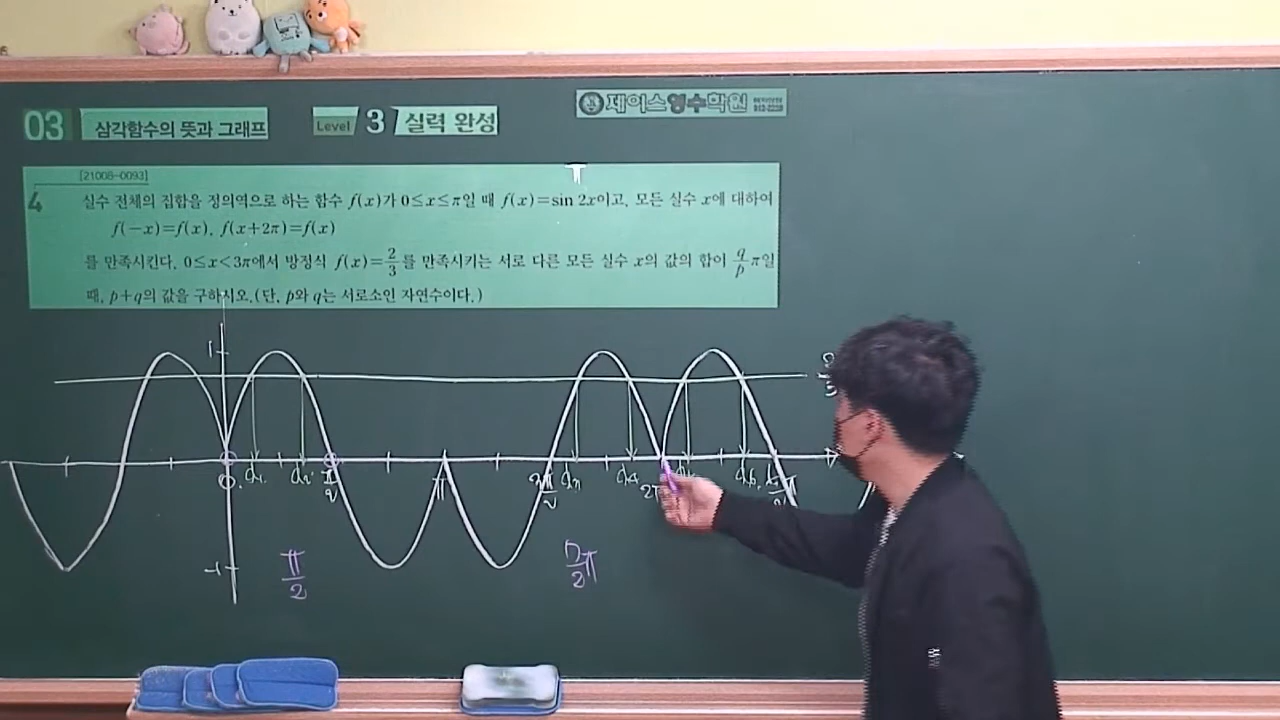 제이스영수학원
03 삼각함수의 뜻과 그래프 Level 3 실력 완성
[21008-0093]
4 실수 전체의 집합을 정의역으로 하는 함수 f(x)가 0≤x≤π일 때 f(x)=sin 2x이고, 모든 실수 x에 대하여
f(-x)=f(x), f(x+2π)=f(x)
를 만족시킨다. 0≤x<3π에서 방정식 f(x)=2/3를 만족시키는 서로 다른 모든 실수 x의 값의 합이 q/p π일
때, p+q의 값을 구하시오. (단, p와 q는 서로소인 자연수이다.)
1
0 π/2 π 3π/2 2π
-1
π/2